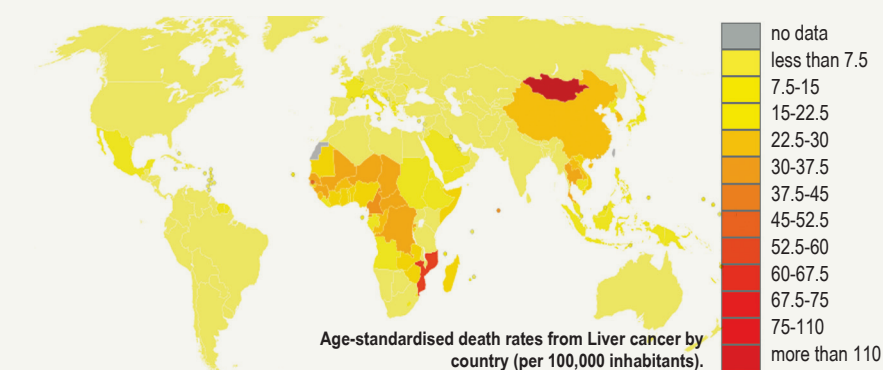 no data
less than 7.5
7.5-15
15-22.5
22.5-30
30-37.5
37.5-45
45-52.5
52.5-60
60-67.5
67.5-75
75-110
more than 110
Age-standardised death rates from Liver cancer by
country (per 100,000 inhabitants).